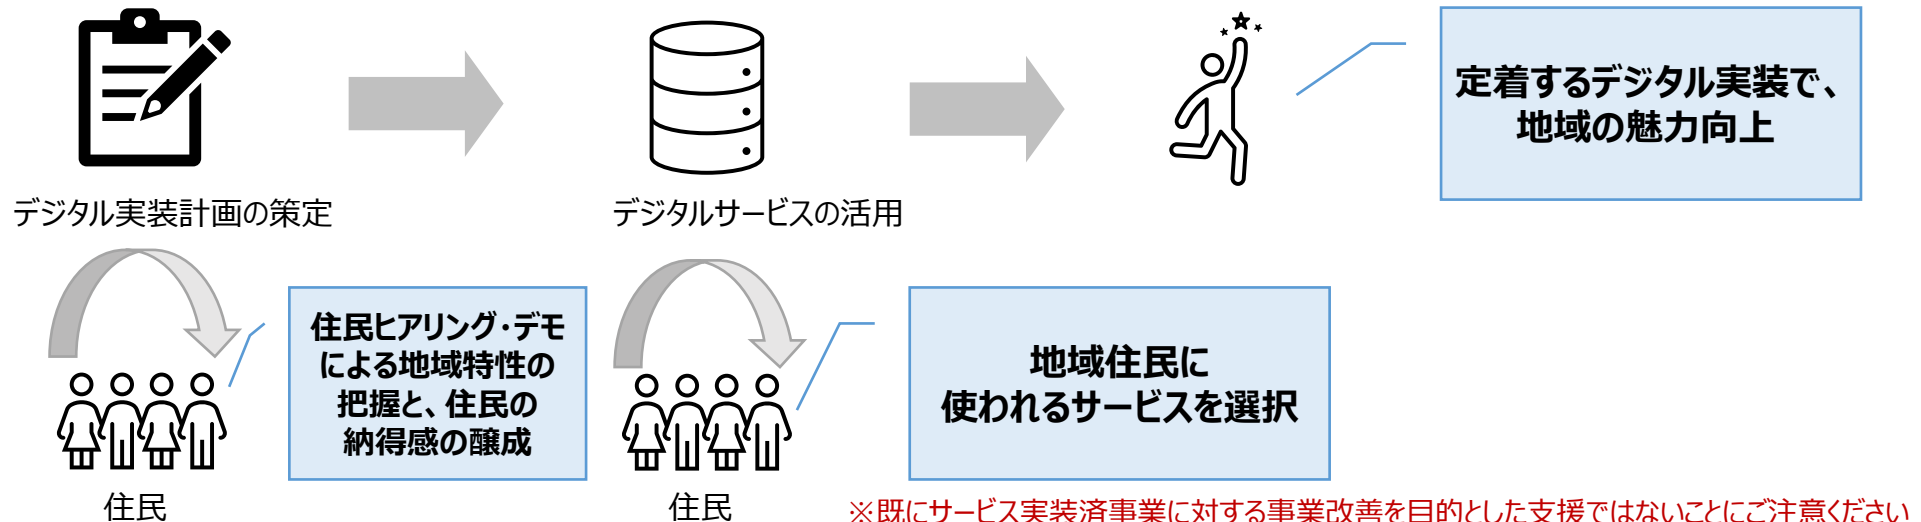 定着するデジタル実装で、
地域の魅力向上
デジタル実装計画の策定
デジタルサービスの活用
住民ヒアリング・デモ
による地域特性の
把握と、住民の
納得感の醸成
地域住民に
使われるサービスを選択
住民
住民
※既にサービス実装済事業に対する事業改善を目的とした支援ではないことにご注意ください